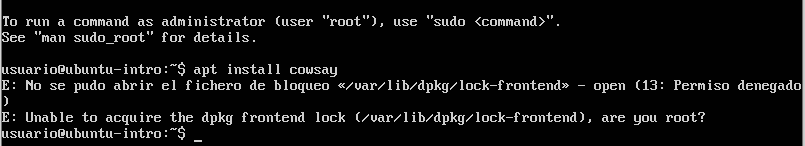 To run a command as administrator (user "root"), use "sudo <command>".
See "man sudo_root" for details.
usuario@ubuntu-intro:~$ apt install cowsay
E: No se pudo abrir el fichero de bloqueo «/var/lib/dpkg/lock-frontend» - open (13: Permiso denegado
)
E: Unable to acquire the dpkg frontend lock (/var/lib/dpkg/lock-frontend), are you root?
usuario@ubuntu-intro:~$ _